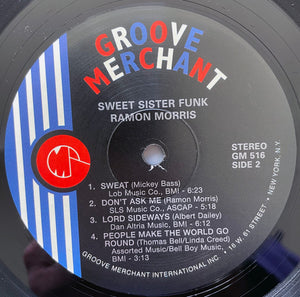 GROOVE
MERCHANT
SWEET SISTER FUNK
RAMON MORRIS
STEREO
GM 516
SIDE 2
GM
1. SWEAT (Mickey Bass)
Lob Music Co., BMI - 6:23
2. DON'T ASK ME (Ramon Morris)
SLS Music Co., ASCAP - 5:18
3. LORD SIDEWAYS (Albert Dailey)
Dan Altria Music, BMI - 6:12
4. PEOPLE MAKE THE WORLD GO
ROUND (Thomas Bell/Linda Creed)
Assorted Music/Bell Boy Music,
BMI - 3:13
GROOVE MERCHANT INTERNATIONAL INC. • 16 W 61 STREET • NEW YORK, N.Y.